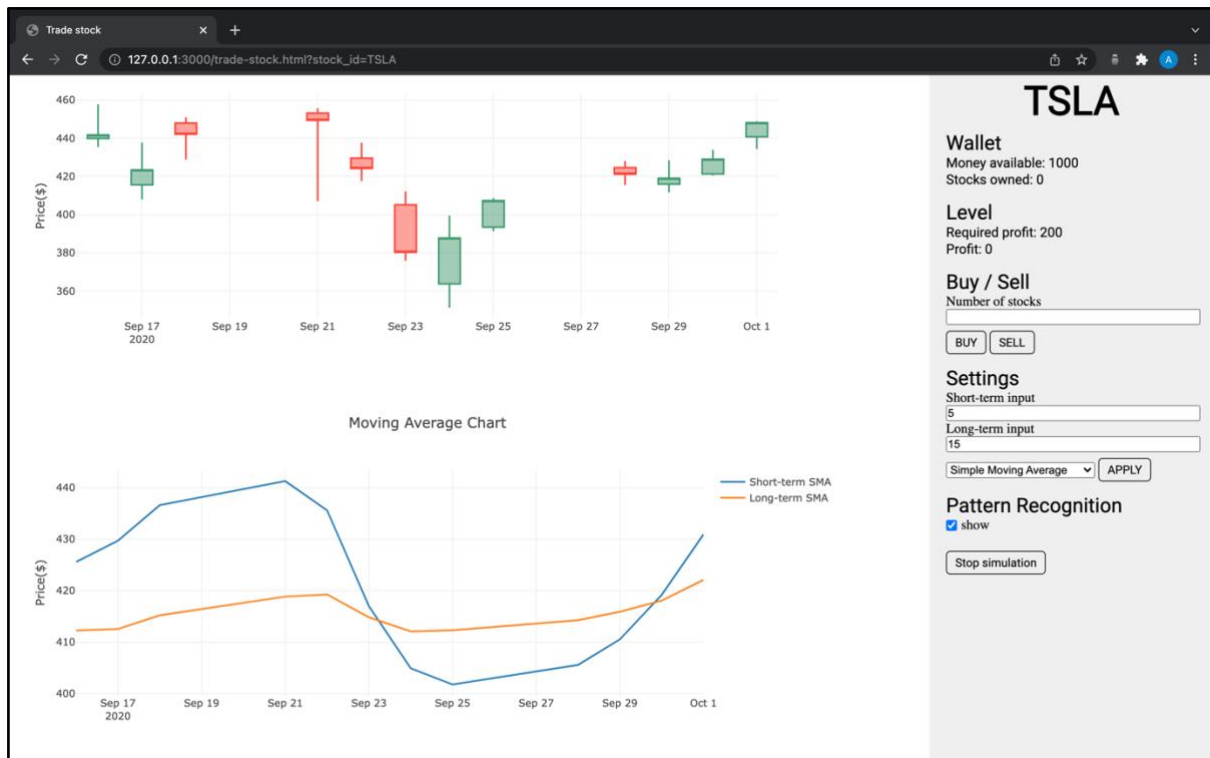 Trade stock
127.0.0.1:3000/trade-stock.html?stock_id=TSLA
A
460
440
420
400
380
360
Price($)
Sep 17
2020
Sep 19
Sep 21
Sep 23
Sep 25
Sep 27
Sep 29
Oct 1
Moving Average Chart
440
430
420
410
400
Price($)
Short-term SMA
Long-term SMA
Sep 17
2020
Sep 19
Sep 21
Sep 23
Sep 25
Sep 27
Sep 29
Oct 1
TSLA
Wallet
Money available: 1000
Stocks owned: 0
Level
Required profit: 200
Profit: 0
Buy / Sell
Number of stocks
BUY SELL
Settings
Short-term input
5
Long-term input
15
Simple Moving Average APPLY
Pattern Recognition
show
Stop simulation